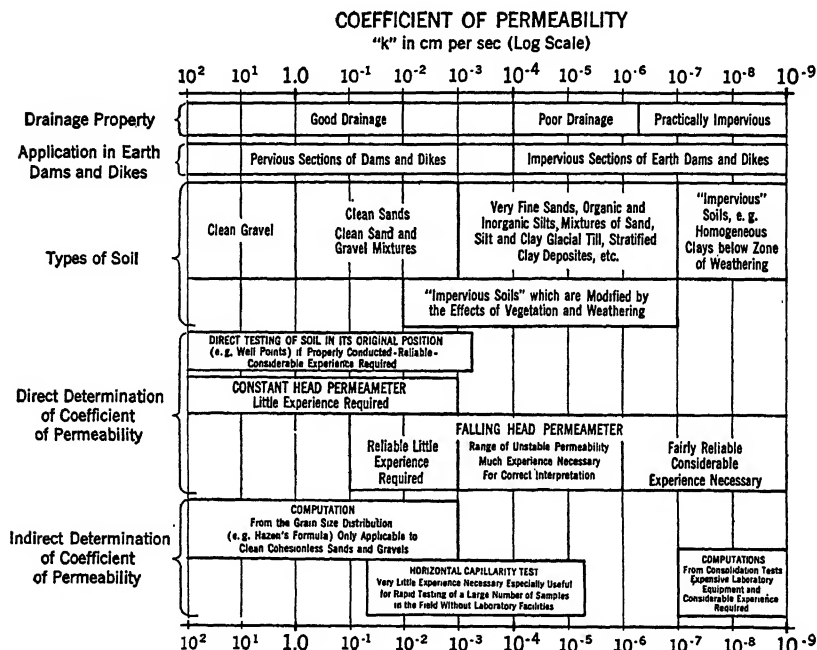 COEFFICIENT OF PERMEABILITY
"k" in cm per sec (Log Scale)
10² 10¹ 1.0 10⁻¹ 10⁻² 10⁻³ 10⁻⁴ 10⁻⁵ 10⁻⁶ 10⁻⁷ 10⁻⁸ 10⁻⁹
Drainage Property
Good Drainage
Poor Drainage
Practically Impervious
Application in Earth
Dams and Dikes
Pervious Sections of Dams and Dikes
Impervious Sections of Earth Dams and Dikes
Types of Soil
Clean Gravel
Clean Sands
Clean Sand and
Gravel Mixtures
Very Fine Sands, Organic and
Inorganic Silts, Mixtures of Sand,
Silt and Clay Glacial Till, Stratified
Clay Deposites, etc.
"Impervious"
Soils, e. g.
Homogeneous
Clays below Zone
of Weathering
"Impervious Soils" which are Modified by
the Effects of Vegetation and Weathering
Direct Determination
of Coefficient
of Permeability
DIRECT TESTING OF SOIL IN ITS ORIGINAL POSITION
(e.g. Well Points) if Properly Conducted-Reliable-
Considerable Experience Required
CONSTANT HEAD PERMEAMETER
Little Experience Required
FALLING HEAD PERMEAMETER
Reliable Little
Experience
Required
Range of Unstable Permeability
Much Experience Necessary
For Correct Interpretation
Fairly Reliable
Considerable
Experience Necessary
Indirect Determination
of Coefficient
of Permeability
COMPUTATION
From the Grain Size Distribution
(e.g. Hazen's Formula) Only Applicable to
Clean Cohesionless Sands and Gravels
HORIZONTAL CAPILLARITY TEST
Very Little Experience Necessary Especially Useful
for Rapid Testing of a Large Number of Samples
in the Field Without Laboratory Facilities
COMPUTATIONS
From Consolidation Tests
Expensive Laboratory
Equipment and
Considerable Experience
Required
10² 10¹ 1.0 10⁻¹ 10⁻² 10⁻³ 10⁻⁴ 10⁻⁵ 10⁻⁶ 10⁻⁷ 10⁻⁸ 10⁻⁹